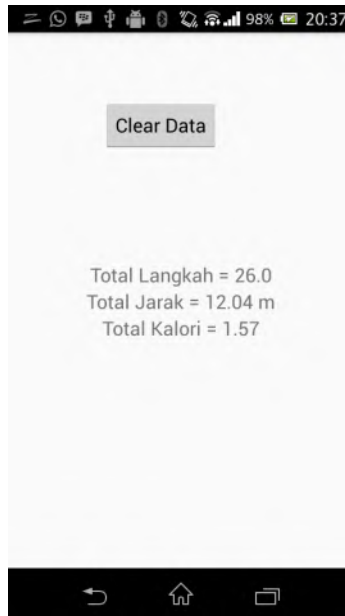 98% 20:37
Clear Data
Total Langkah = 26.0
Total Jarak = 12.04 m
Total Kalori = 1.57